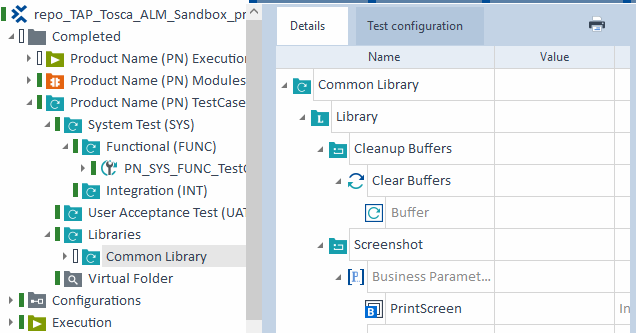 repo_TAP_Tosca_ALM_Sandbox_pr
Completed
Product Name (PN) Execution
Product Name (PN) Modules
Product Name (PN) TestCase
System Test (SYS)
Functional (FUNC)
PN_SYS_FUNC_TestC
Integration (INT)
User Acceptance Test (UAT
Libraries
Common Library
Virtual Folder
Configurations
Execution
Details
Test configuration
Name
Value
Common Library
L
Library
Cleanup Buffers
Clear Buffers
Buffer
Screenshot
Business Paramet...
PrintScreen
In